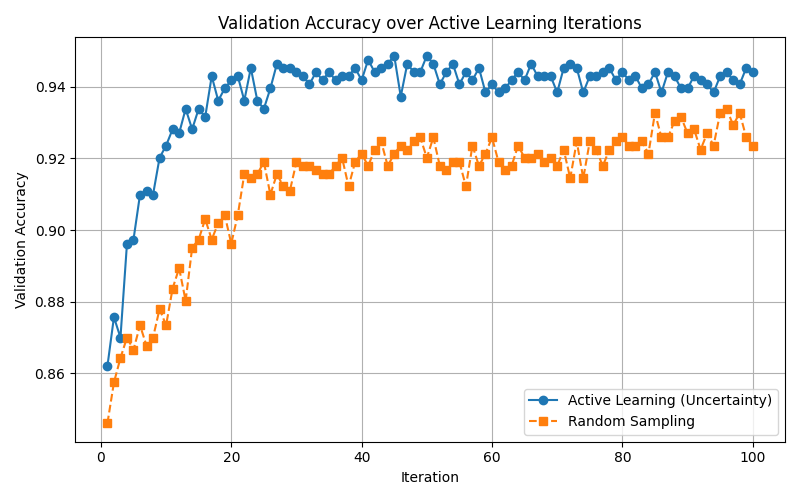 Validation Accuracy over Active Learning Iterations
Validation Accuracy
0.94
0.92
0.90
0.88
0.86
0 20 40 60 80 100
Iteration
Active Learning (Uncertainty)
Random Sampling